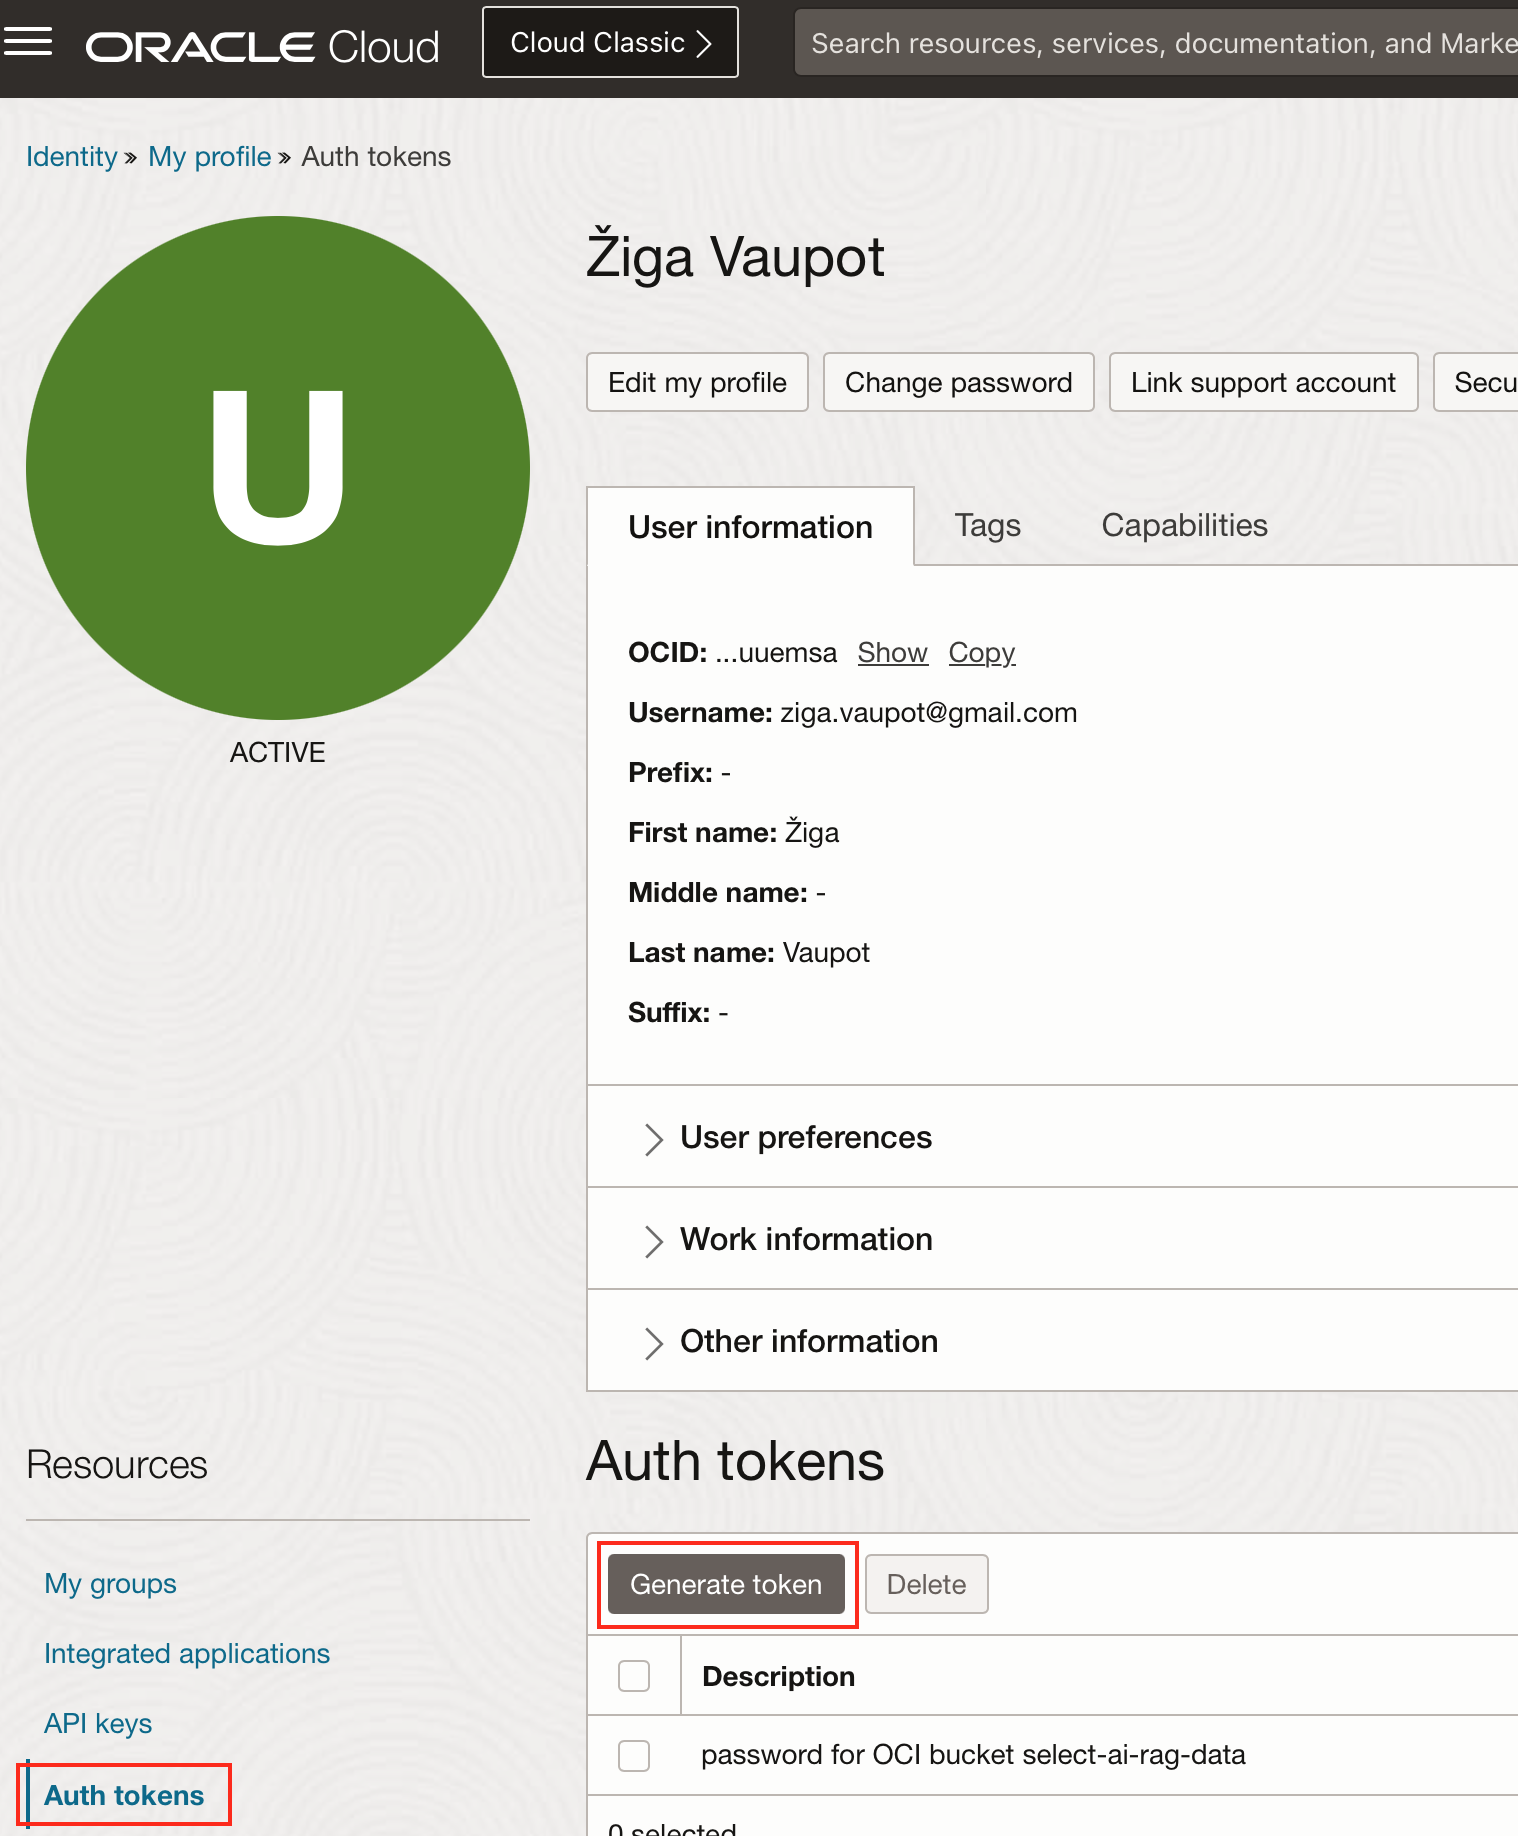 ORACLE Cloud
Cloud Classic
Search resources, services, documentation, and Marke
Identity » My profile » Auth tokens
U
ACTIVE
Žiga Vaupot
Edit my profile
Change password
Link support account
Secu
User information
Tags
Capabilities
OCID: ...uuemsa Show Copy
Username: ziga.vaupot@gmail.com
Prefix: -
First name: Žiga
Middle name: -
Last name: Vaupot
Suffix: -
User preferences
Work information
Other information
Resources
My groups
Integrated applications
API keys
Auth tokens
Auth tokens
Generate token
Delete
Description
password for OCI bucket select-ai-rag-data
0 selected